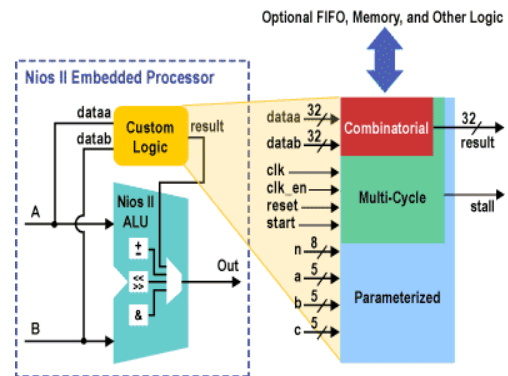 Optional FIFO, Memory, and Other Logic
Nios II Embedded Processor
dataa
datab
Custom
Logic
result
A
Nios II
ALU
+
=
<<
>>
&
Out
B
dataa 32
datab 32
clk
clk_en
reset
start
n 8
a 5
b 5
c 5
Combinatorial
Multi-Cycle
Parameterized
32
result
stall